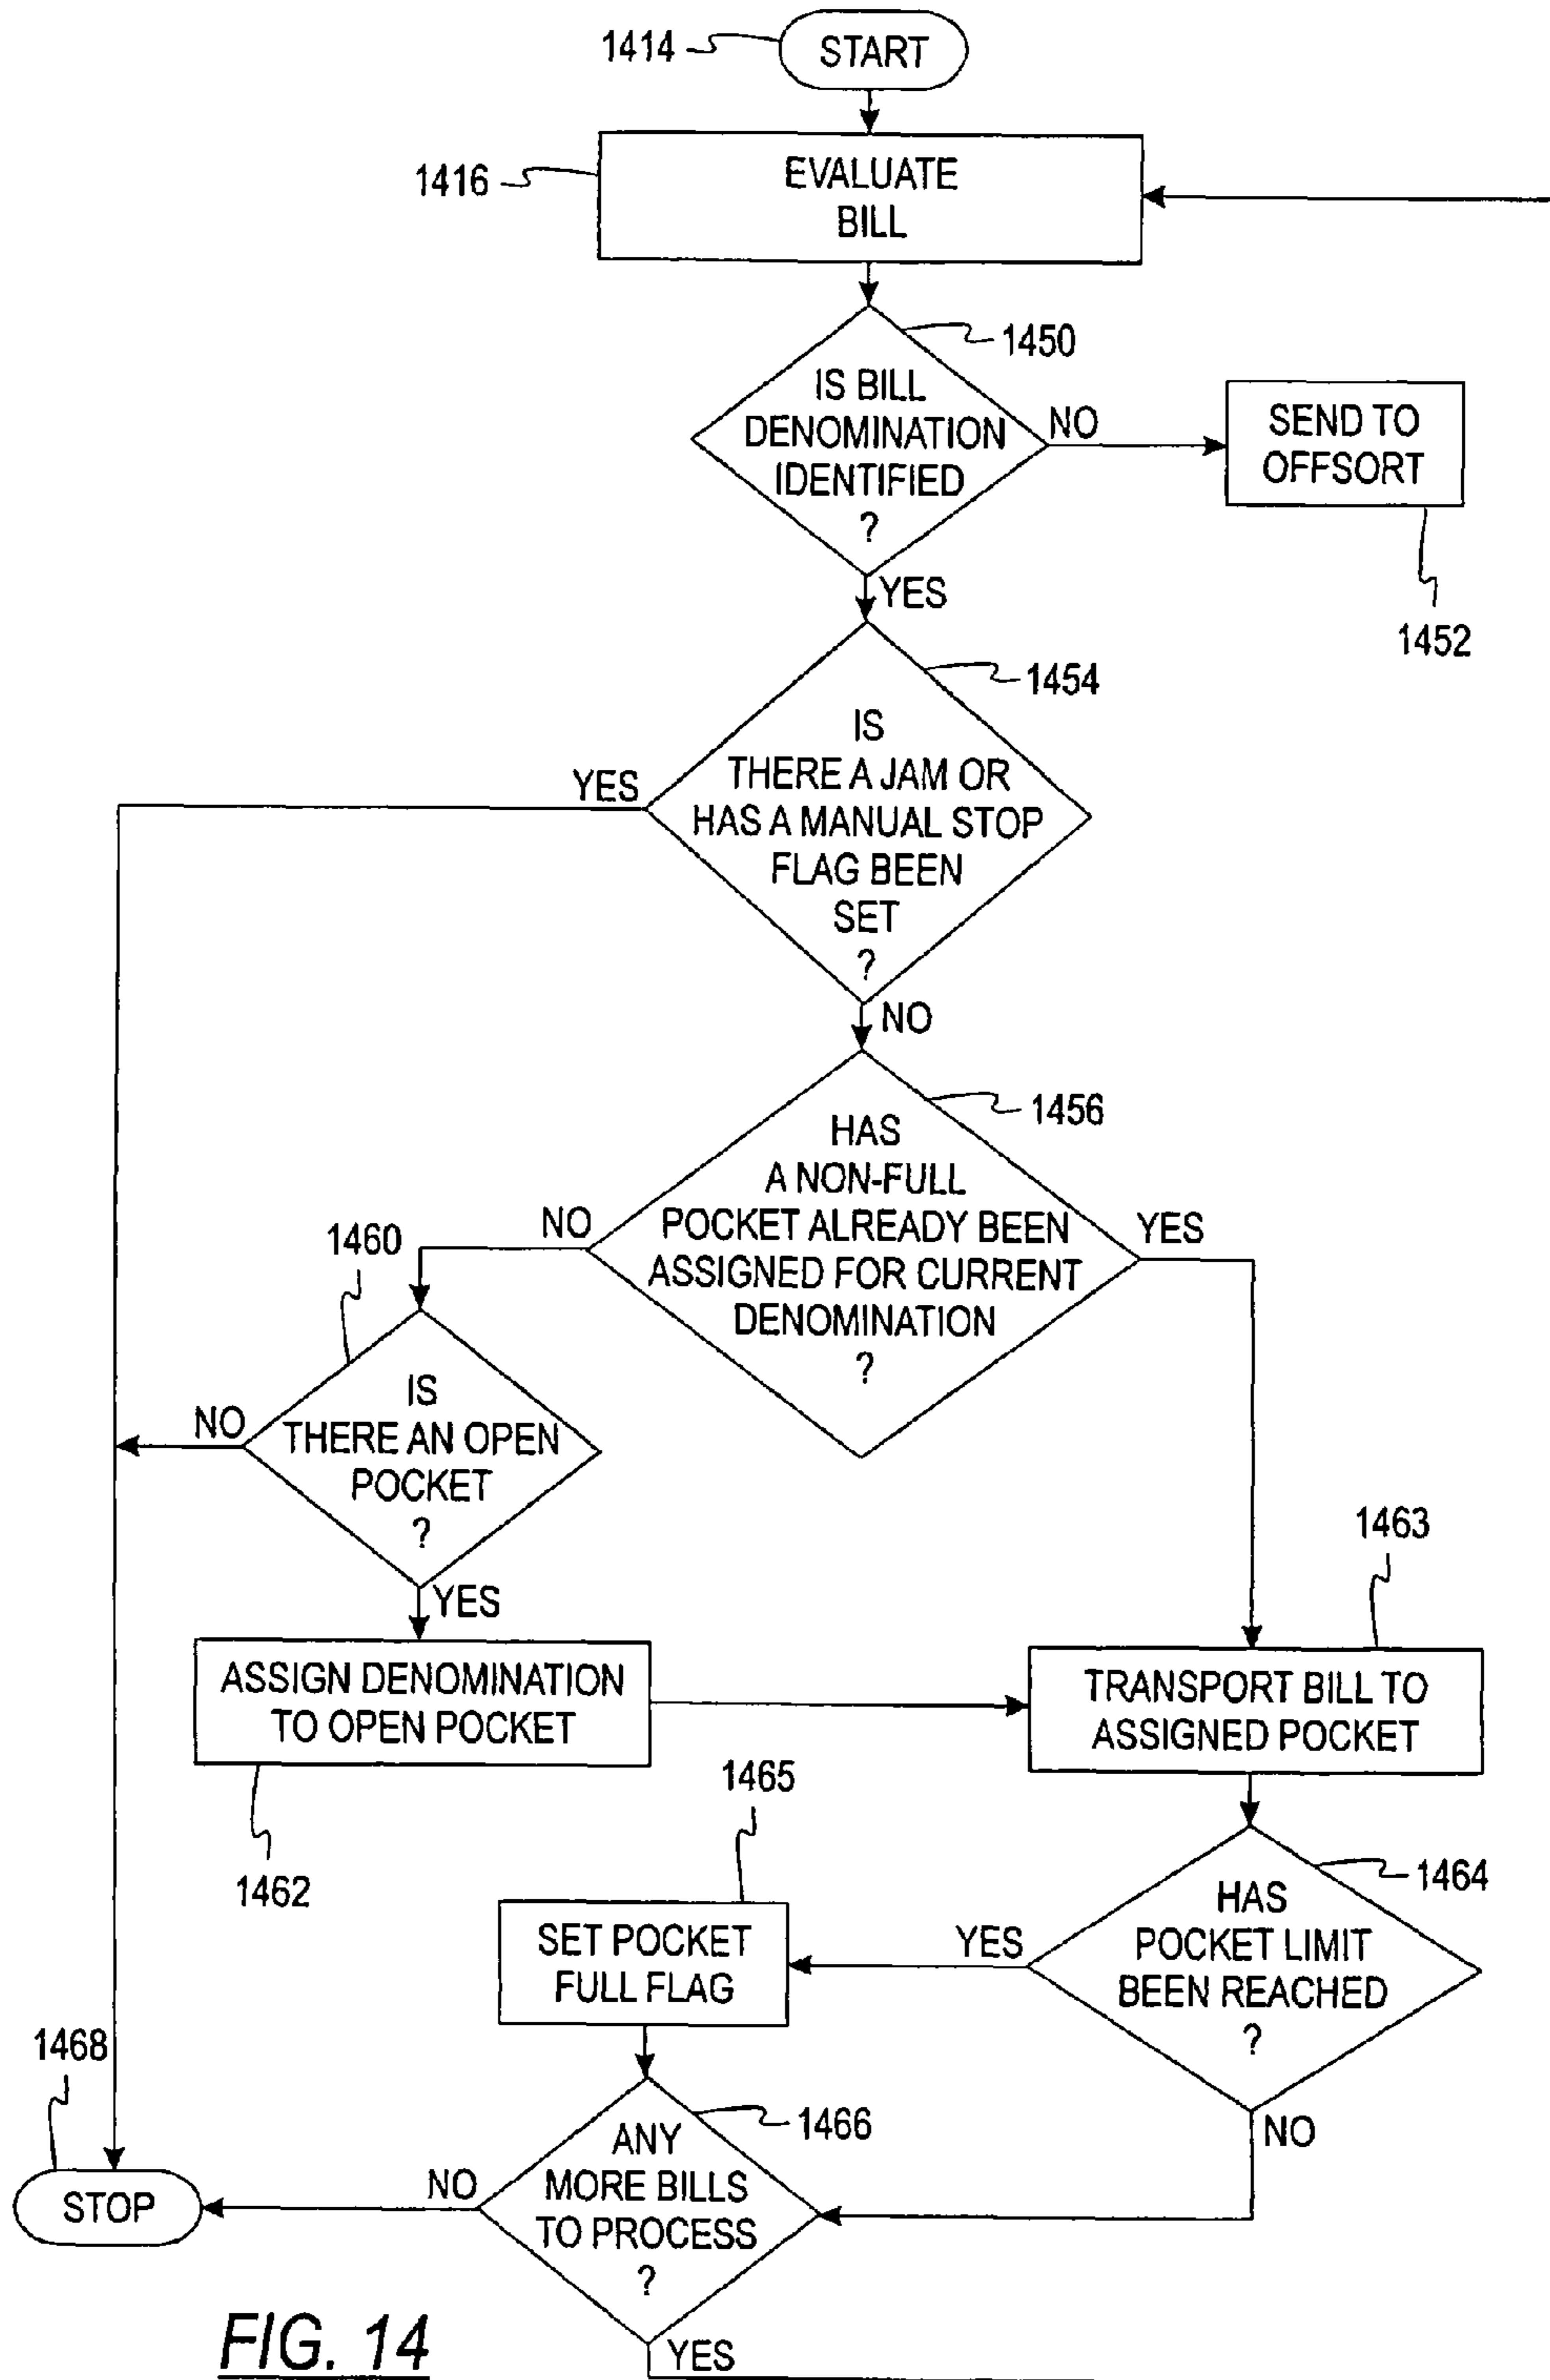 1414
START
1416
EVALUATE
BILL
1450
IS BILL
DENOMINATION
IDENTIFIED
?
NO
SEND TO
OFFSORT
1452
YES
1454
IS
THERE A JAM OR
HAS A MANUAL STOP
FLAG BEEN
SET
?
YES
NO
1456
HAS
A NON-FULL
POCKET ALREADY BEEN
ASSIGNED FOR CURRENT
DENOMINATION
?
NO
YES
1460
IS
THERE AN OPEN
POCKET
?
NO
YES
1463
ASSIGN DENOMINATION
TO OPEN POCKET
1462
TRANSPORT BILL TO
ASSIGNED POCKET
1465
1464
HAS
POCKET LIMIT
BEEN REACHED
?
YES
SET POCKET
FULL FLAG
NO
1468
1466
ANY
MORE BILLS
TO PROCESS
?
NO
STOP
YES
FIG. 14